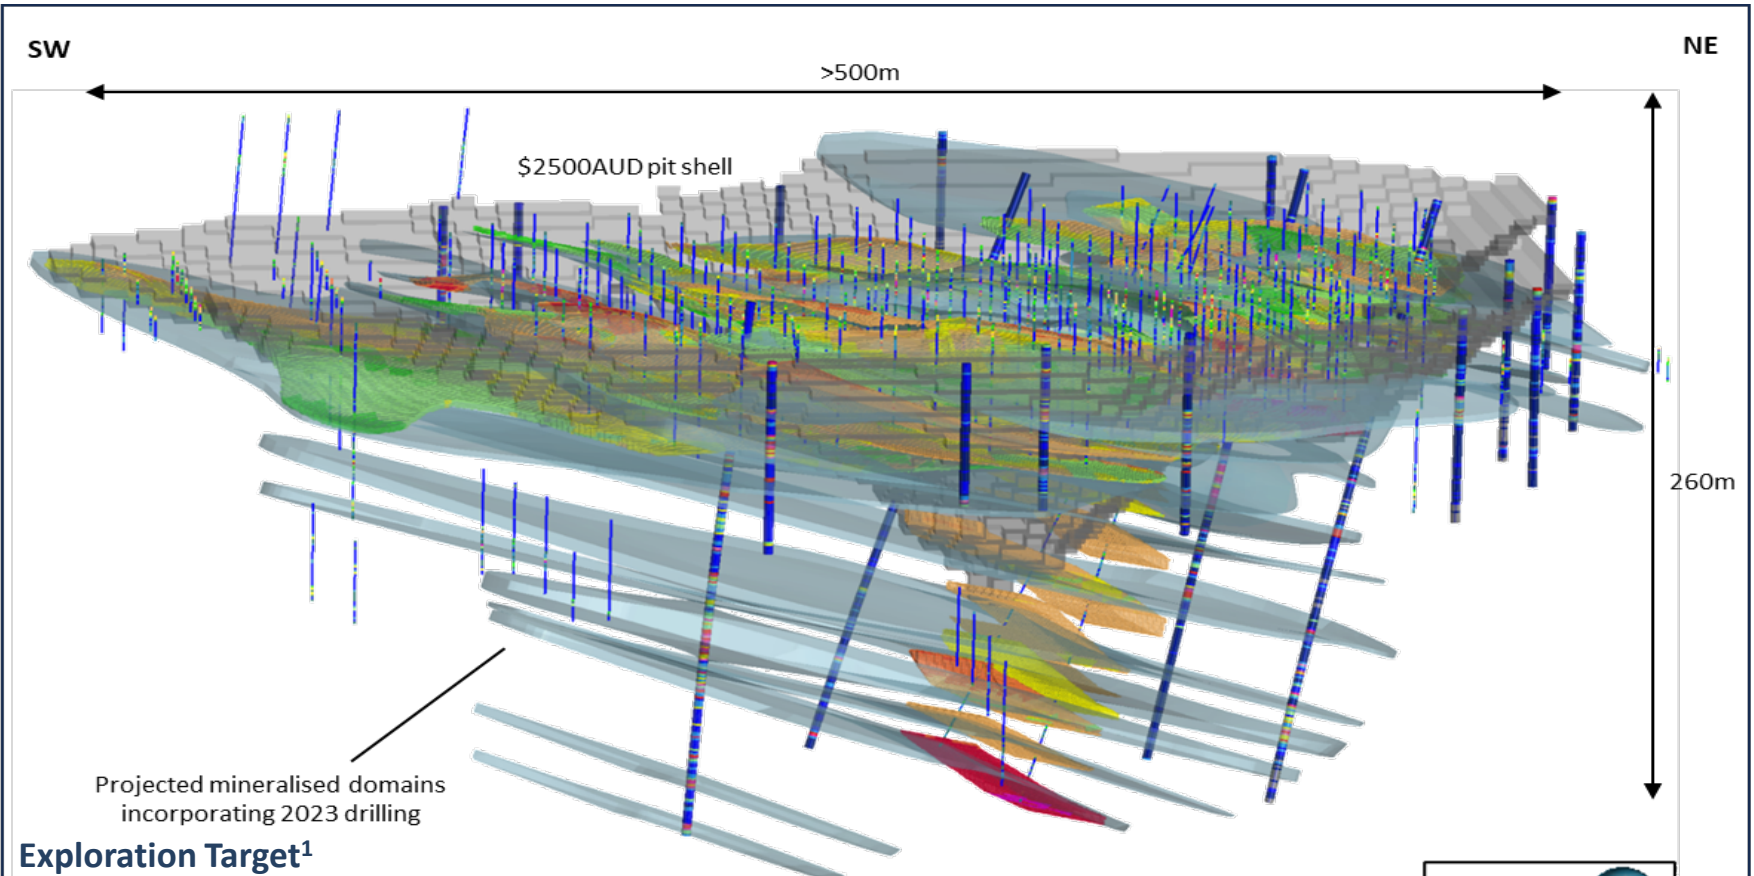 SW
NE
>500m
$2500AUD pit shell
260m
Projected mineralised domains
incorporating 2023 drilling
Exploration Target¹